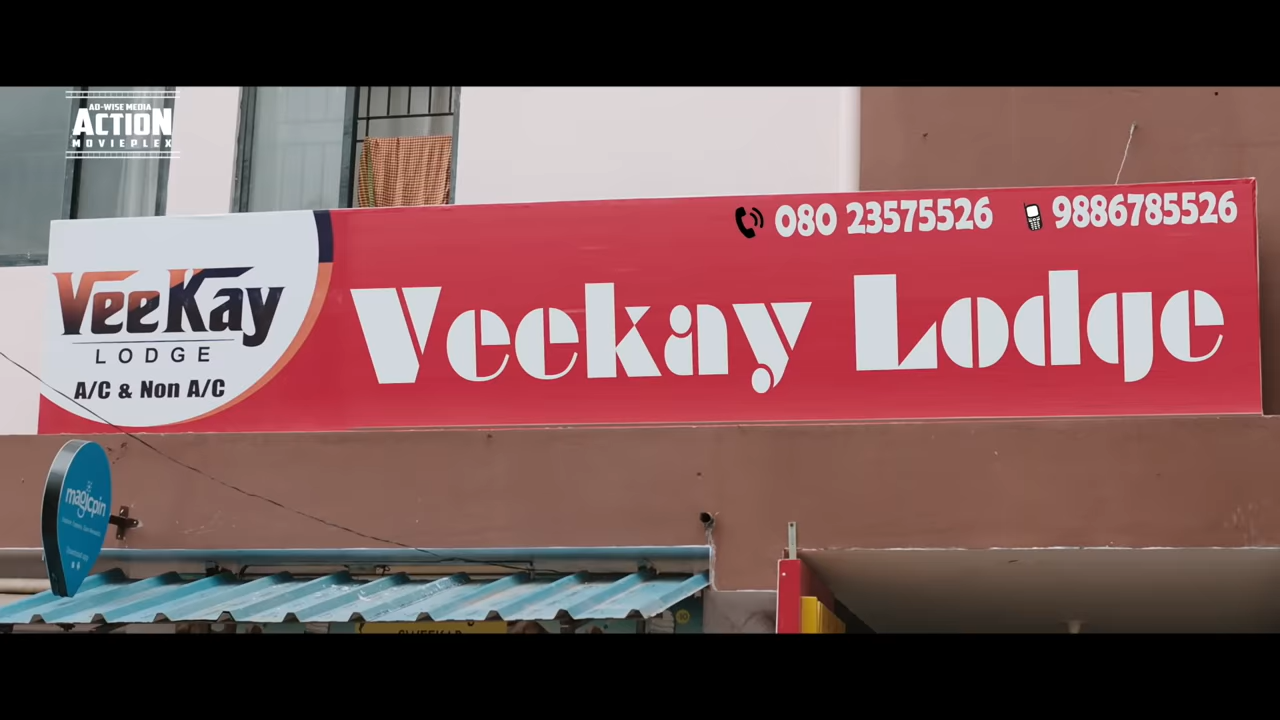 AD-WISE MEDIA
ACTION
MOVIEPLEX
080 23575526 9886785526
VeeKay
LODGE
A/C & Non A/C
Veekay Lodge
magicpin